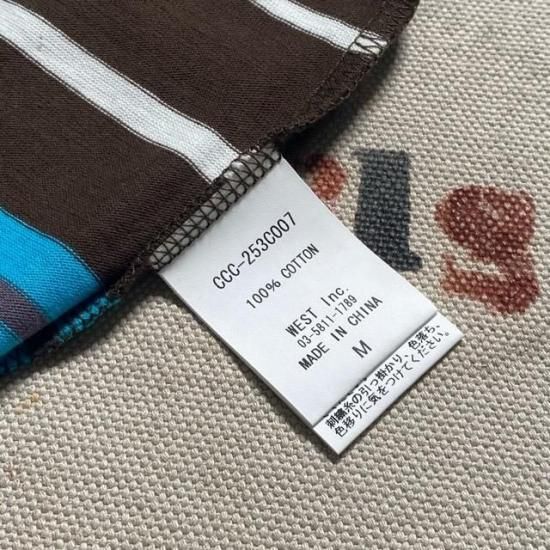 CCC-253C007
100% COTTON
WEST Inc.
03-5811-1789
MADE IN CHINA
M
刺繍糸の引っ掛かり、色落ち、
色移りに気をつけてください。